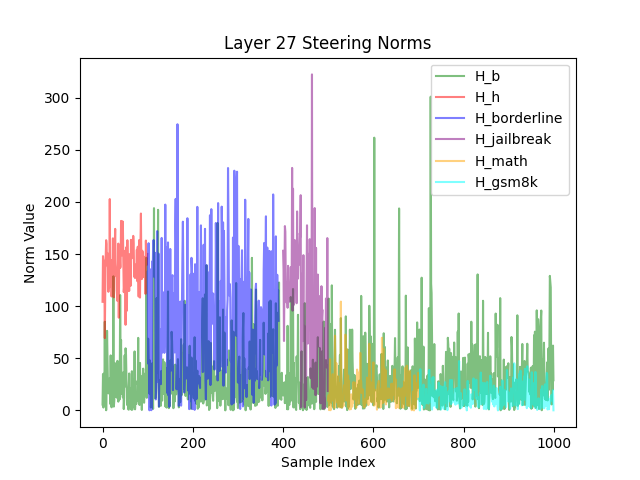 Layer 27 Steering Norms
H_b
H_h
H_borderline
H_jailbreak
H_math
H_gsm8k
Norm Value
300
250
200
150
100
50
0
0 200 400 600 800 1000
Sample Index